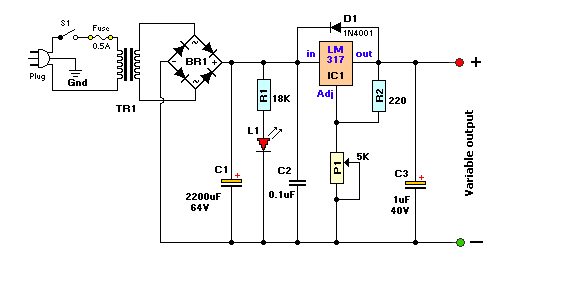 S1
Fuse
0.5A
Plug
Gnd
TR1
BR1
-
+
D1
1N4001
in
LM
317
out
IC1
Adj
R1
18K
R2
220
L1
C1
+
2200uF
64V
C2
0.1uF
P1
5K
C3
+
1uF
40V
+
Variable output
−